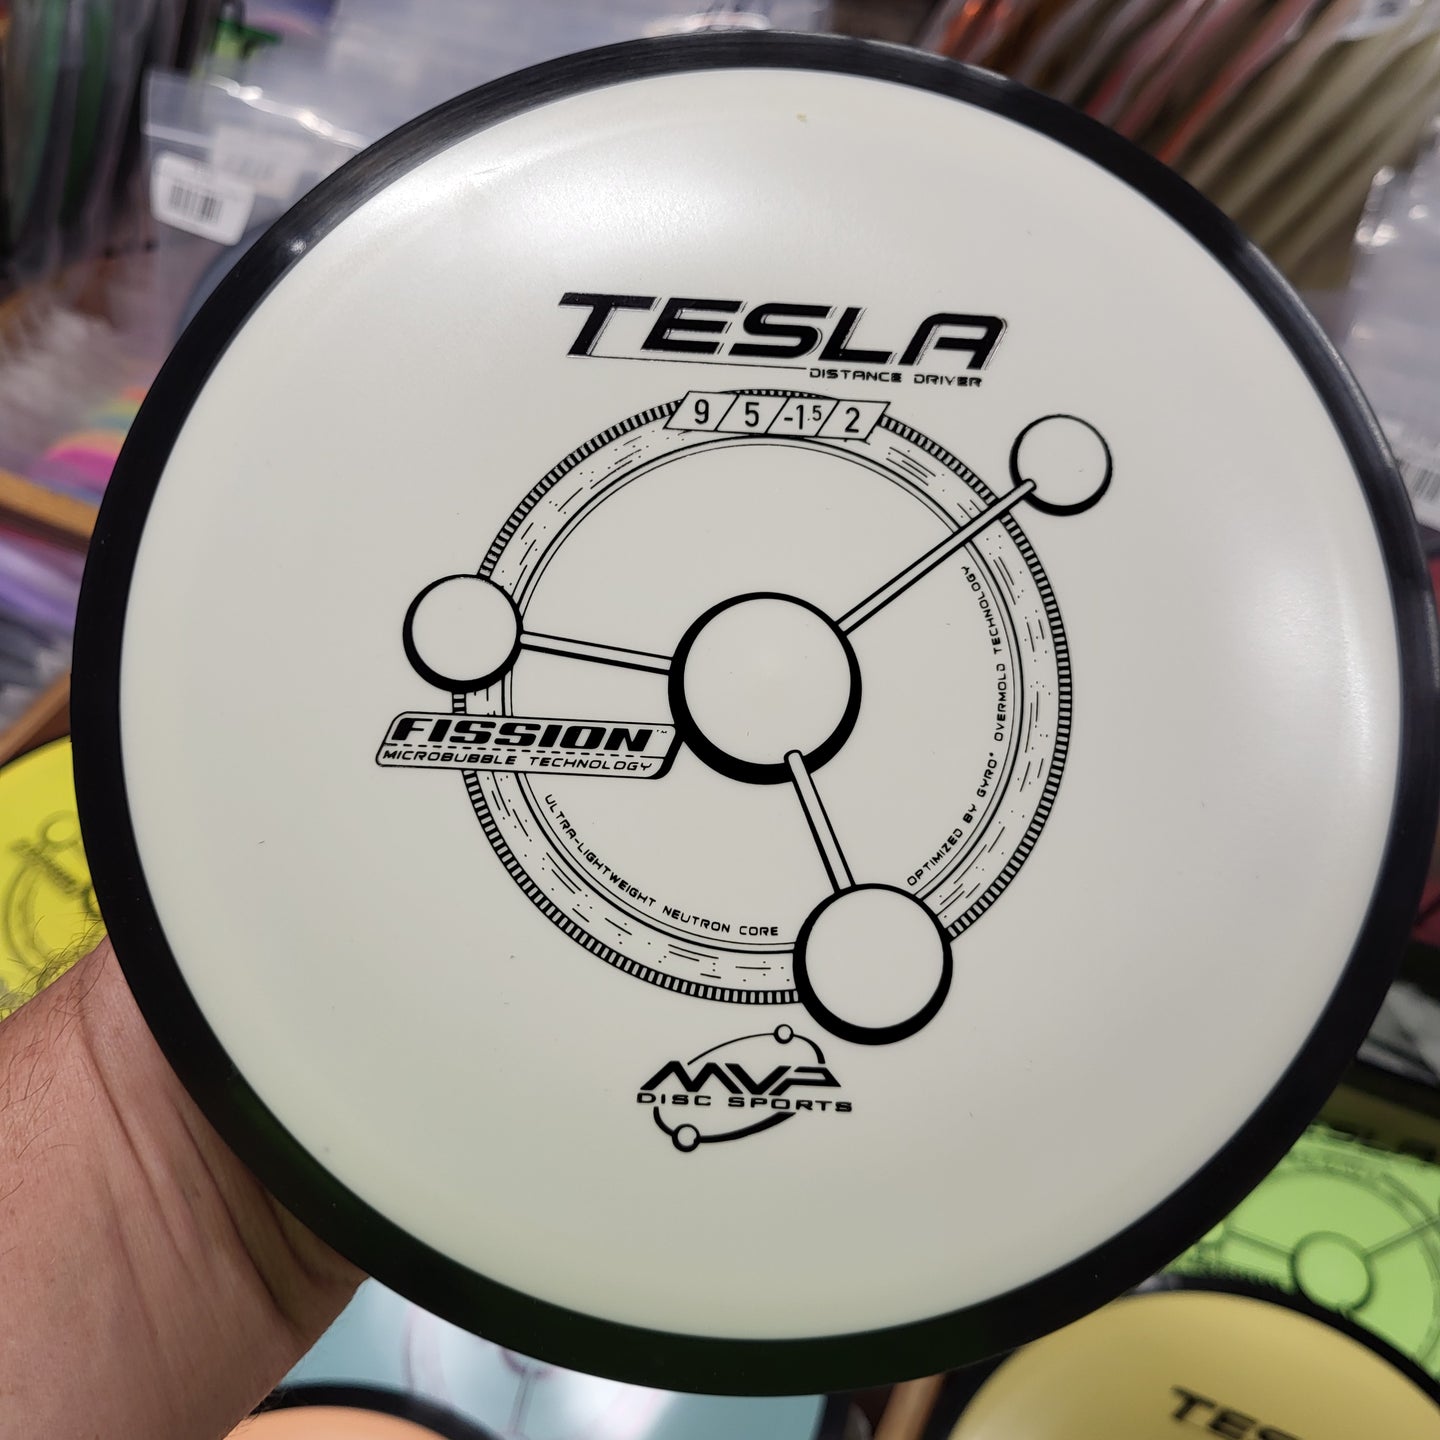 TESLA
DISTANCE DRIVER
9 5 -1.5 2
OPTIMIZED BY GYRO® OVERMOLD TECHNOLOGY
FISSION™
MICROBUBBLE TECHNOLOGY
ULTRA-LIGHTWEIGHT NEUTRON CORE
MVP
DISC SPORTS
TES